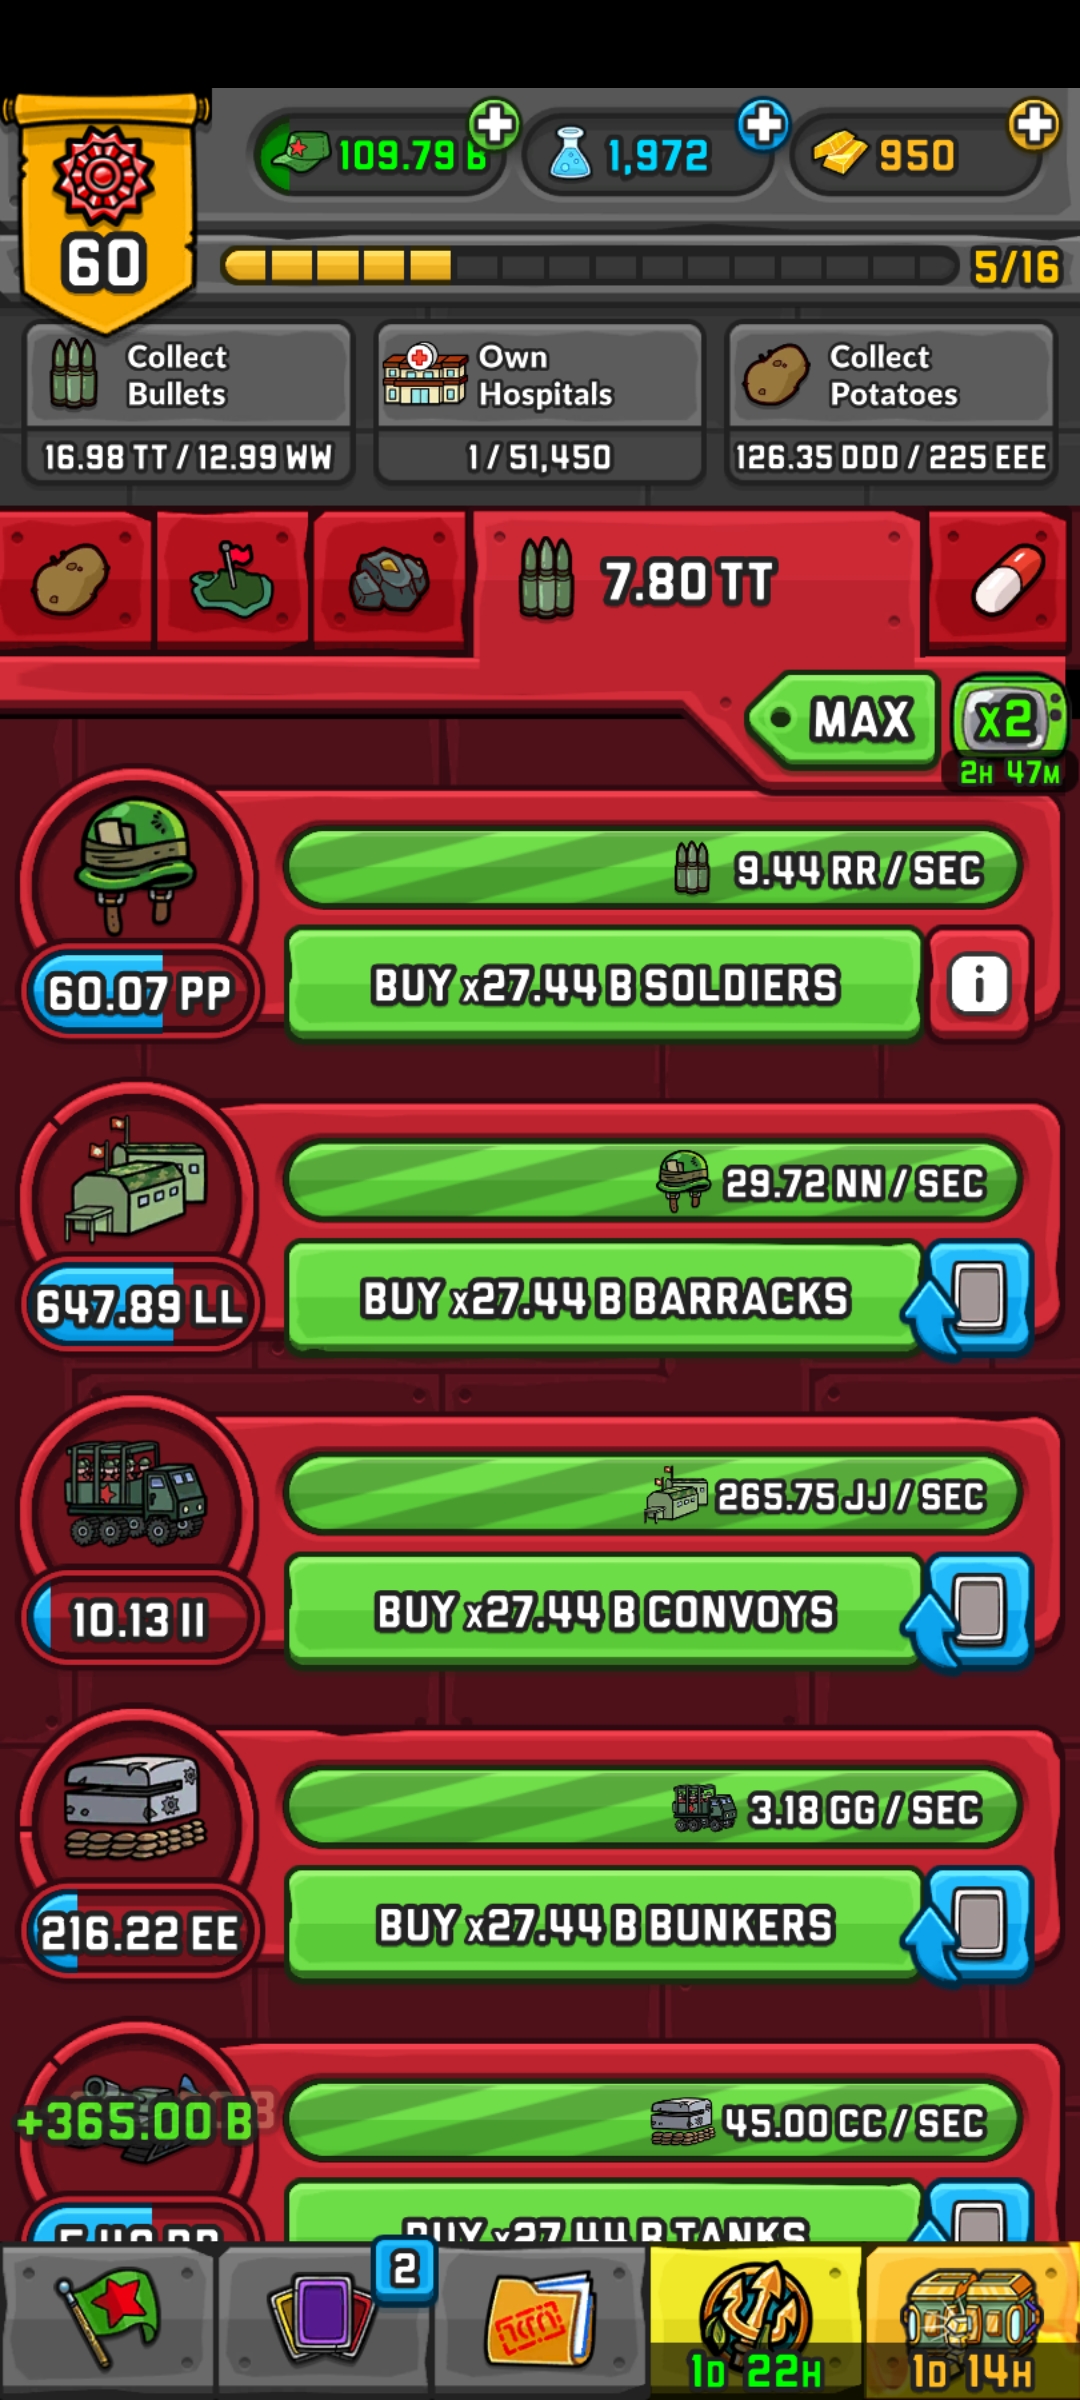 60
109.79 B
1,972
950
5/16
Collect
Bullets
16.98 TT / 12.99 WW
Own
Hospitals
1 / 51,450
Collect
Potatoes
126.35 DDD / 225 EEE
7.80 TT
MAX
x2
2H 47M
9.44 RR / SEC
60.07 PP
BUY x27.44 B SOLDIERS
i
29.72 NN / SEC
647.89 LL
BUY x27.44 B BARRACKS
265.75 JJ / SEC
10.13 II
BUY x27.44 B CONVOYS
3.18 GG / SEC
216.22 EE
BUY x27.44 B BUNKERS
+365.00 B
45.00 CC / SEC
BUY x27.44 B TANKS
2
1D 22H
1D 14H